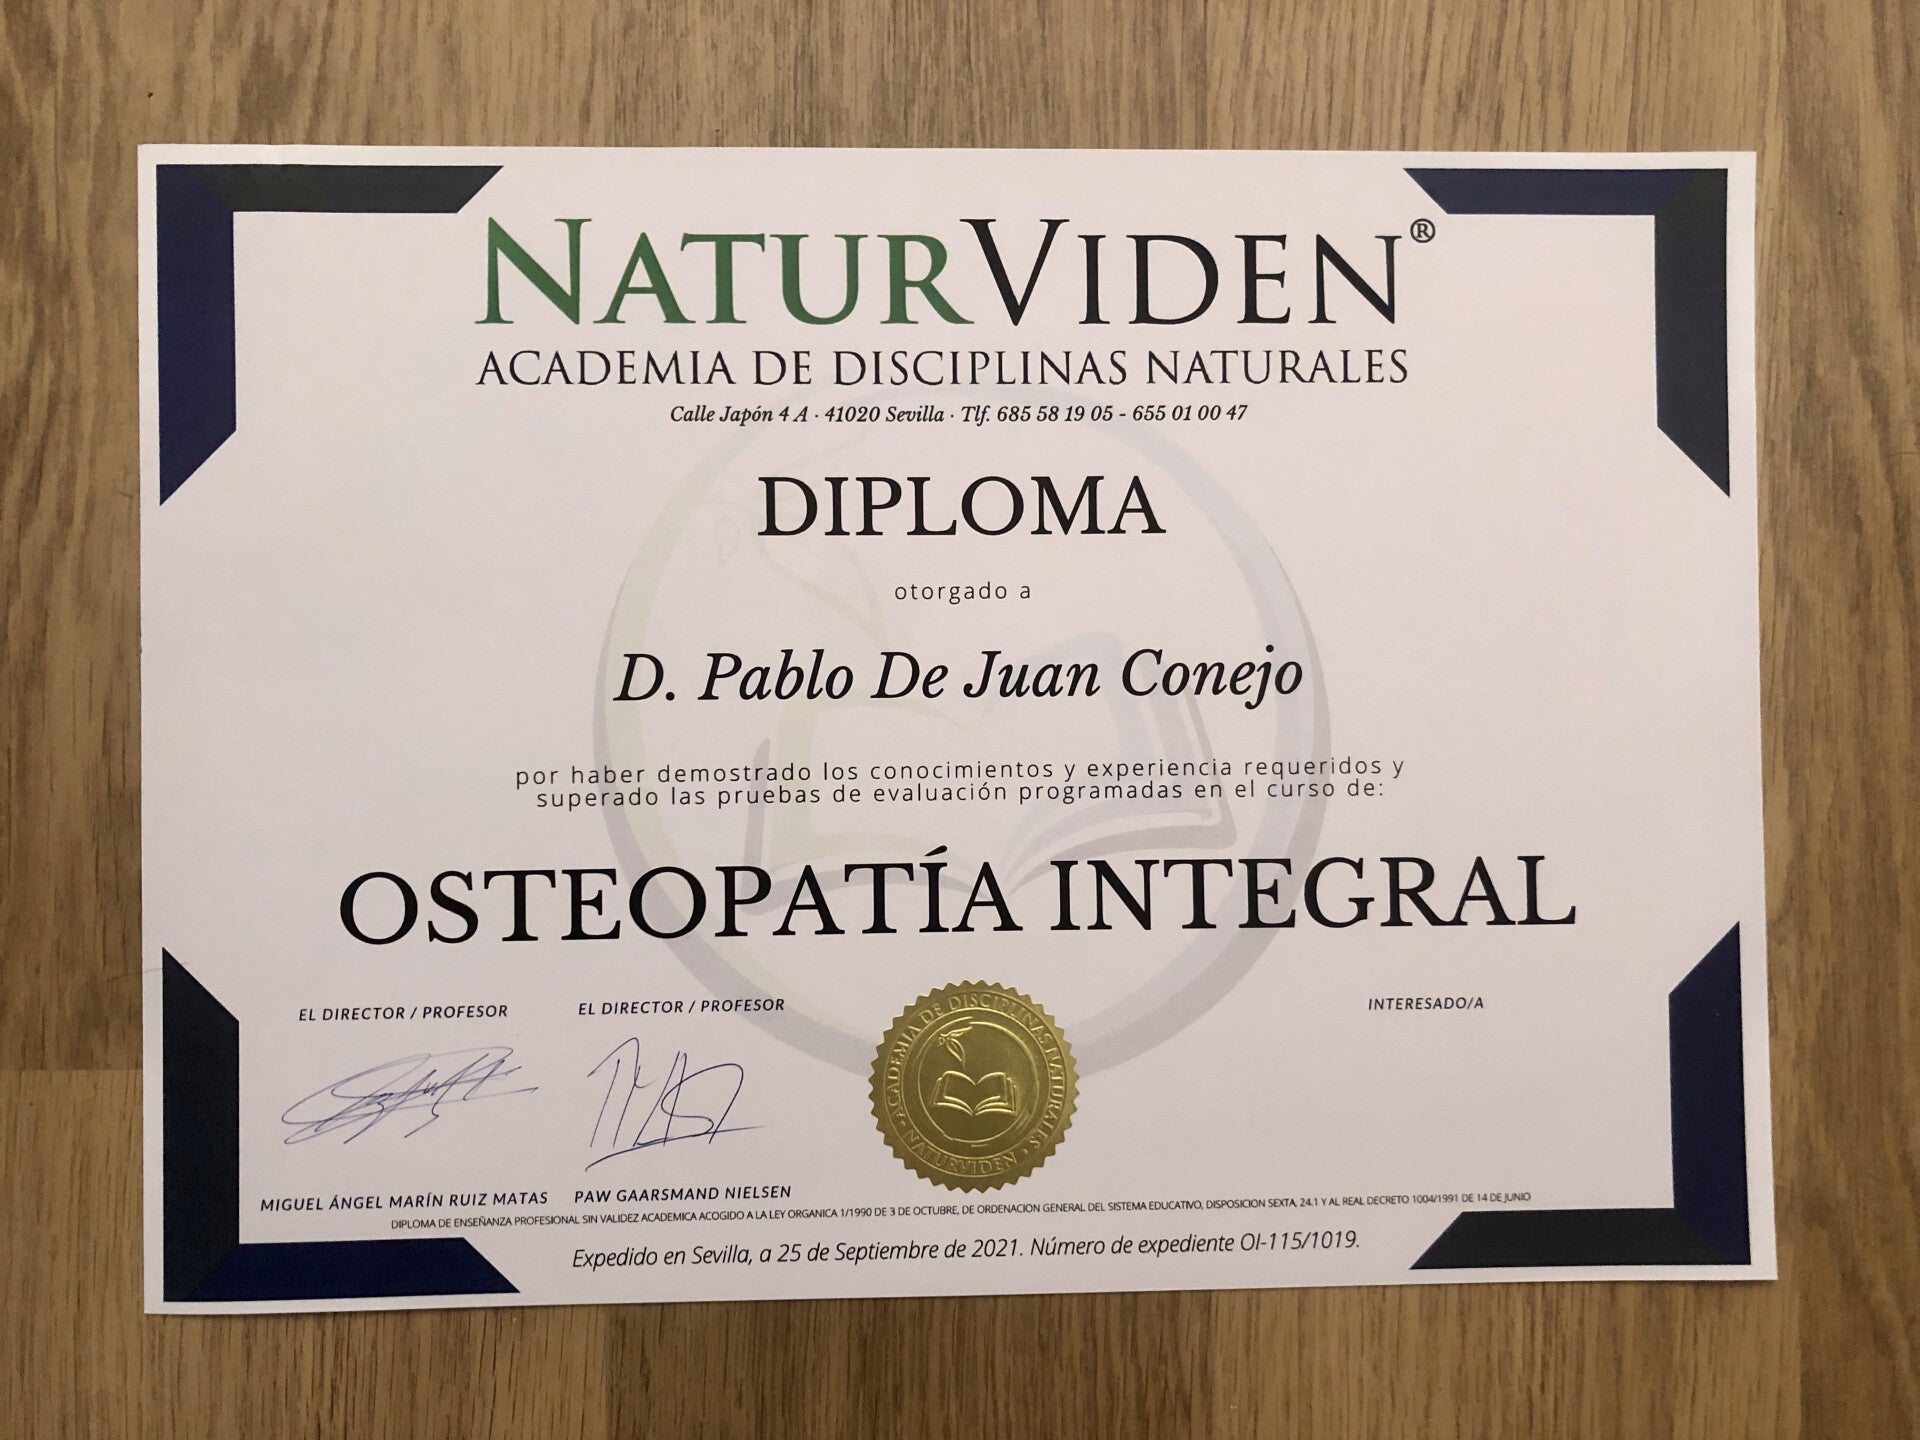 NATURVIDEN®
ACADEMIA DE DISCIPLINAS NATURALES
Calle Japón 4 A · 41020 Sevilla · Tlf. 685 58 19 05 - 655 01 00 47
DIPLOMA
otorgado a
D. Pablo De Juan Conejo
por haber demostrado los conocimientos y experiencia requeridos y
superado las pruebas de evaluación programadas en el curso de:
OSTEOPATÍA INTEGRAL
EL DIRECTOR / PROFESOR
EL DIRECTOR / PROFESOR
INTERESADO/A
ACADEMIA DE DISCIPLINAS NATURALES
· NATURVIDEN ·
MIGUEL ÁNGEL MARÍN RUIZ MATAS
PAW GAARSMAND NIELSEN
DIPLOMA DE ENSEÑANZA PROFESIONAL SIN VALIDEZ ACADEMICA ACOGIDO A LA LEY ORGANICA 1/1990 DE 3 DE OCTUBRE, DE ORDENACION GENERAL DEL SISTEMA EDUCATIVO, DISPOSICION SEXTA, 24.1 Y AL REAL DECRETO 1004/1991 DE 14 DE JUNIO
Expedido en Sevilla, a 25 de Septiembre de 2021. Número de expediente OI-115/1019.